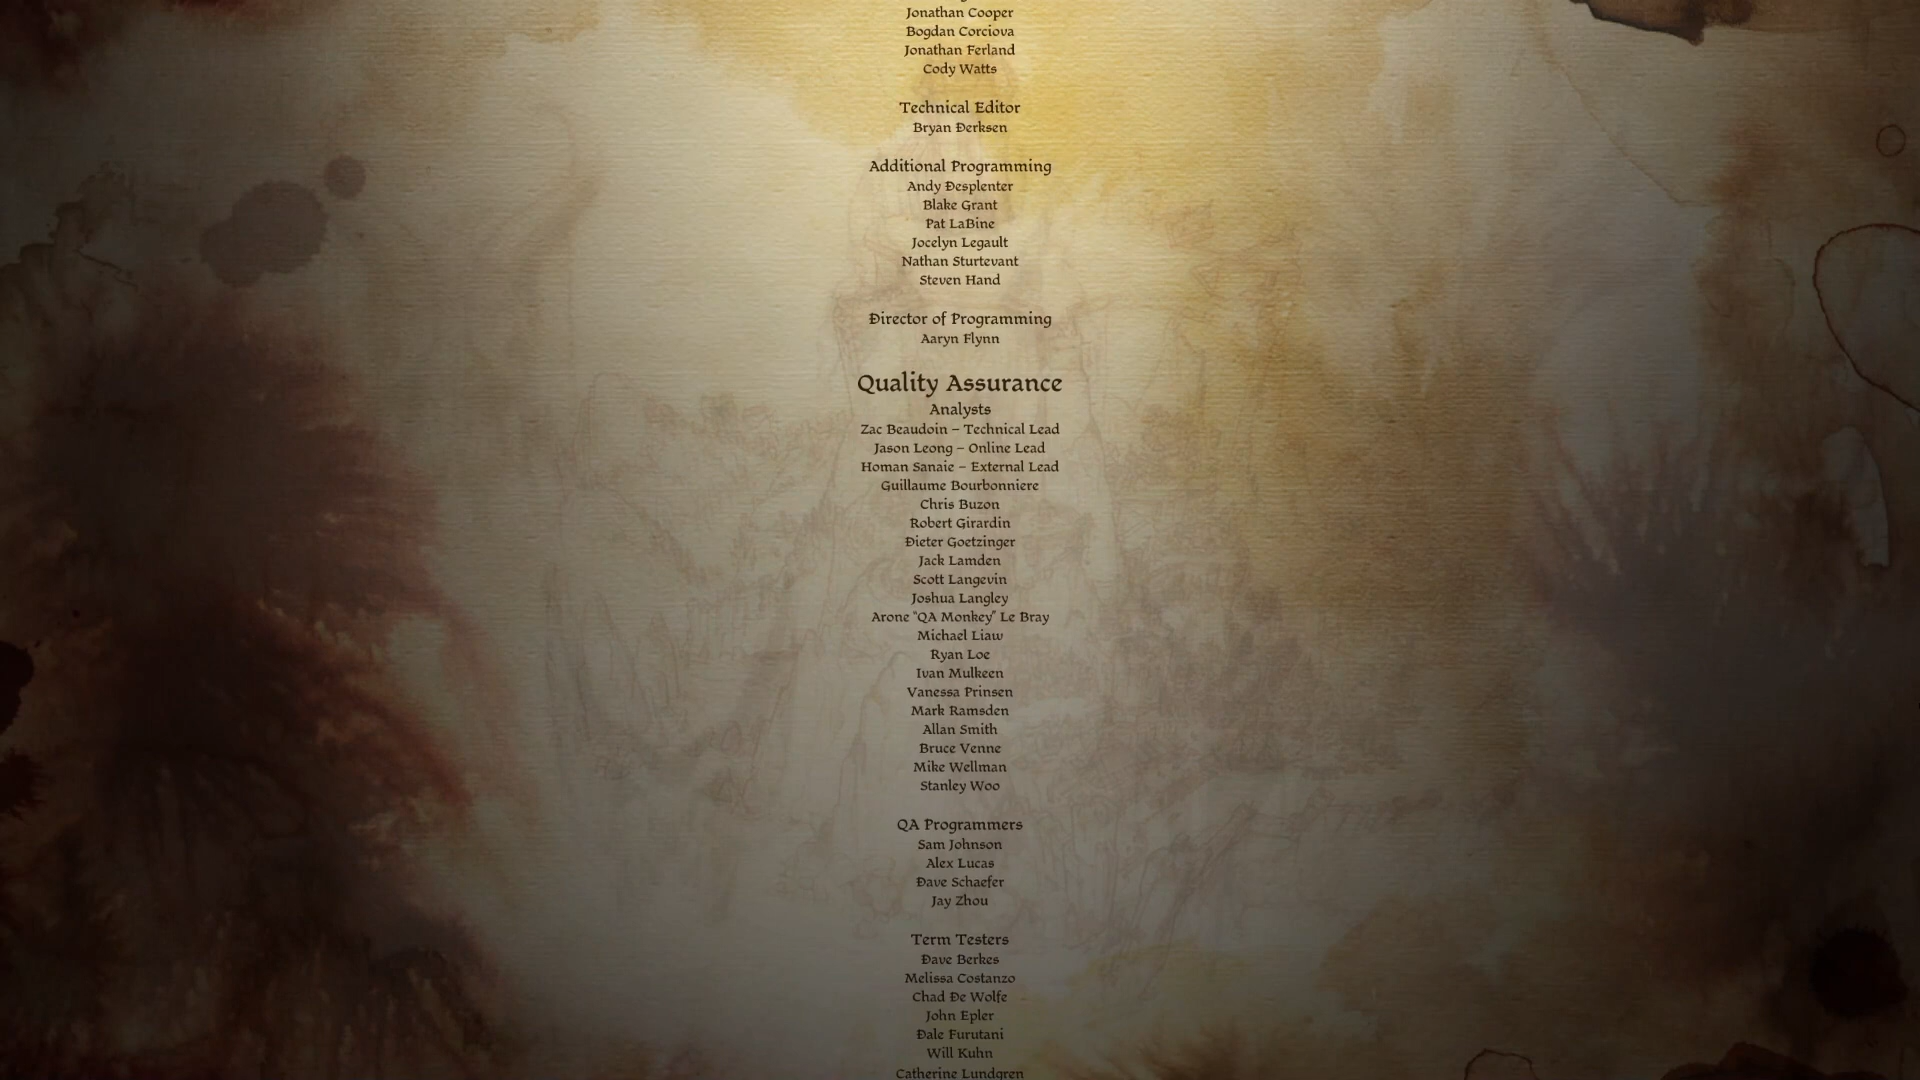 Jonathan Cooper
Bogdan Corciova
Jonathan Ferland
Cody Watts
Technical Editor
Bryan Derksen
Additional Programming
Andy Desplenter
Blake Grant
Pat LaBine
Jocelyn Legault
Nathan Sturtevant
Steven Hand
Director of Programming
Aaryn Flynn
Quality Assurance
Analysts
Zac Beaudoin – Technical Lead
Jason Leong – Online Lead
Homan Sanaie – External Lead
Guillaume Bourbonniere
Chris Buzon
Robert Girardin
Dieter Goetzinger
Jack Lamden
Scott Langevin
Joshua Langley
Arone "QA Monkey" Le Bray
Michael Liaw
Ryan Loe
Ivan Mulkeen
Vanessa Prinsen
Mark Ramsden
Allan Smith
Bruce Venne
Mike Wellman
Stanley Woo
QA Programmers
Sam Johnson
Alex Lucas
Dave Schaefer
Jay Zhou
Term Testers
Dave Berkes
Melissa Costanzo
Chad De Wolfe
John Epler
Dale Furutani
Will Kuhn
Catherine Lundgren